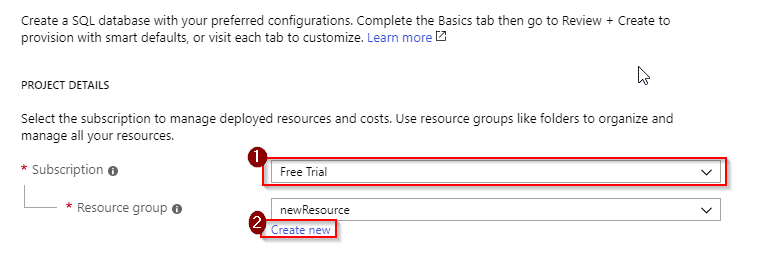 Create a SQL database with your preferred configurations. Complete the Basics tab then go to Review + Create to
provision with smart defaults, or visit each tab to customize. Learn more
PROJECT DETAILS
Select the subscription to manage deployed resources and costs. Use resource groups like folders to organize and
manage all your resources.
1
* Subscription Free Trial
* Resource group newResource
2
Create new